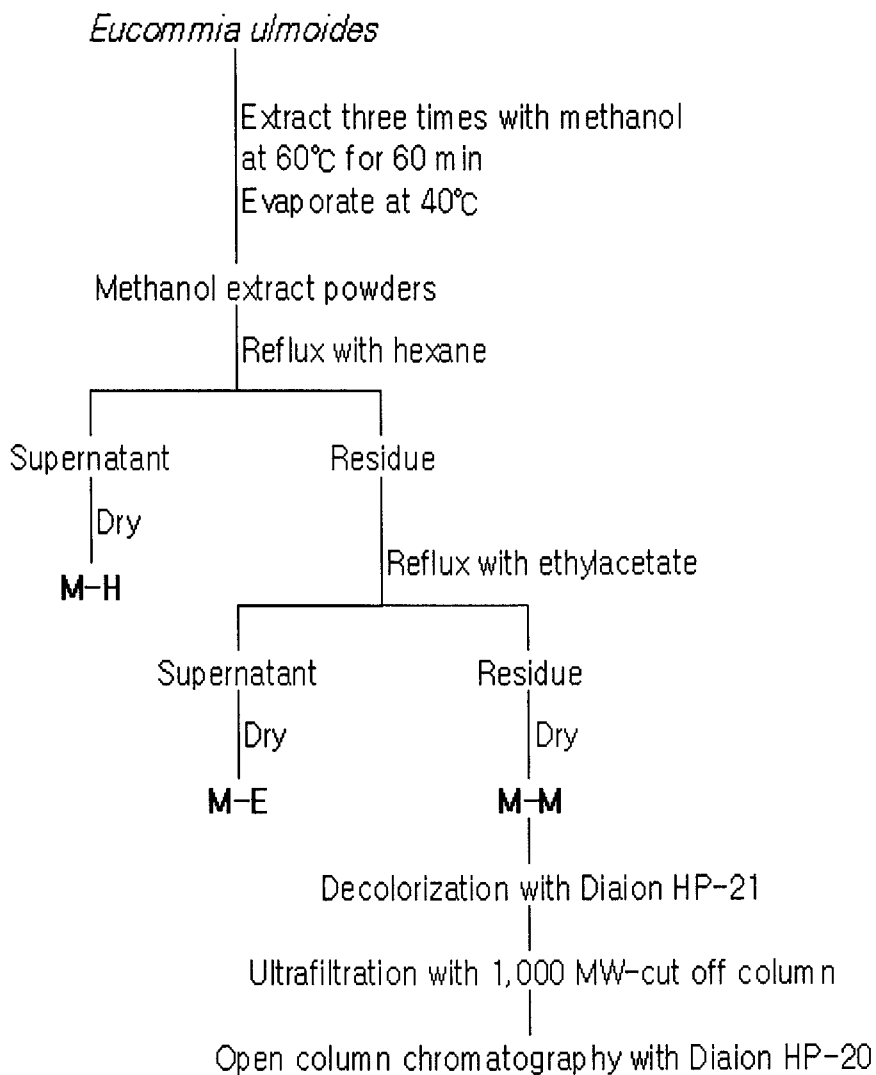 Eucommia ulmoides
Extract three times with methanol
at 60℃ for 60 min
Evaporate at 40℃
Methanol extract powders
Reflux with hexane
Supernatant
Residue
Dry
M-H
Reflux with ethylacetate
Supernatant
Residue
Dry
Dry
M-E
M-M
Decolorization with Diaion HP-21
Ultrafiltration with 1,000 MW-cut off column
Open column chromatography with Diaion HP-20